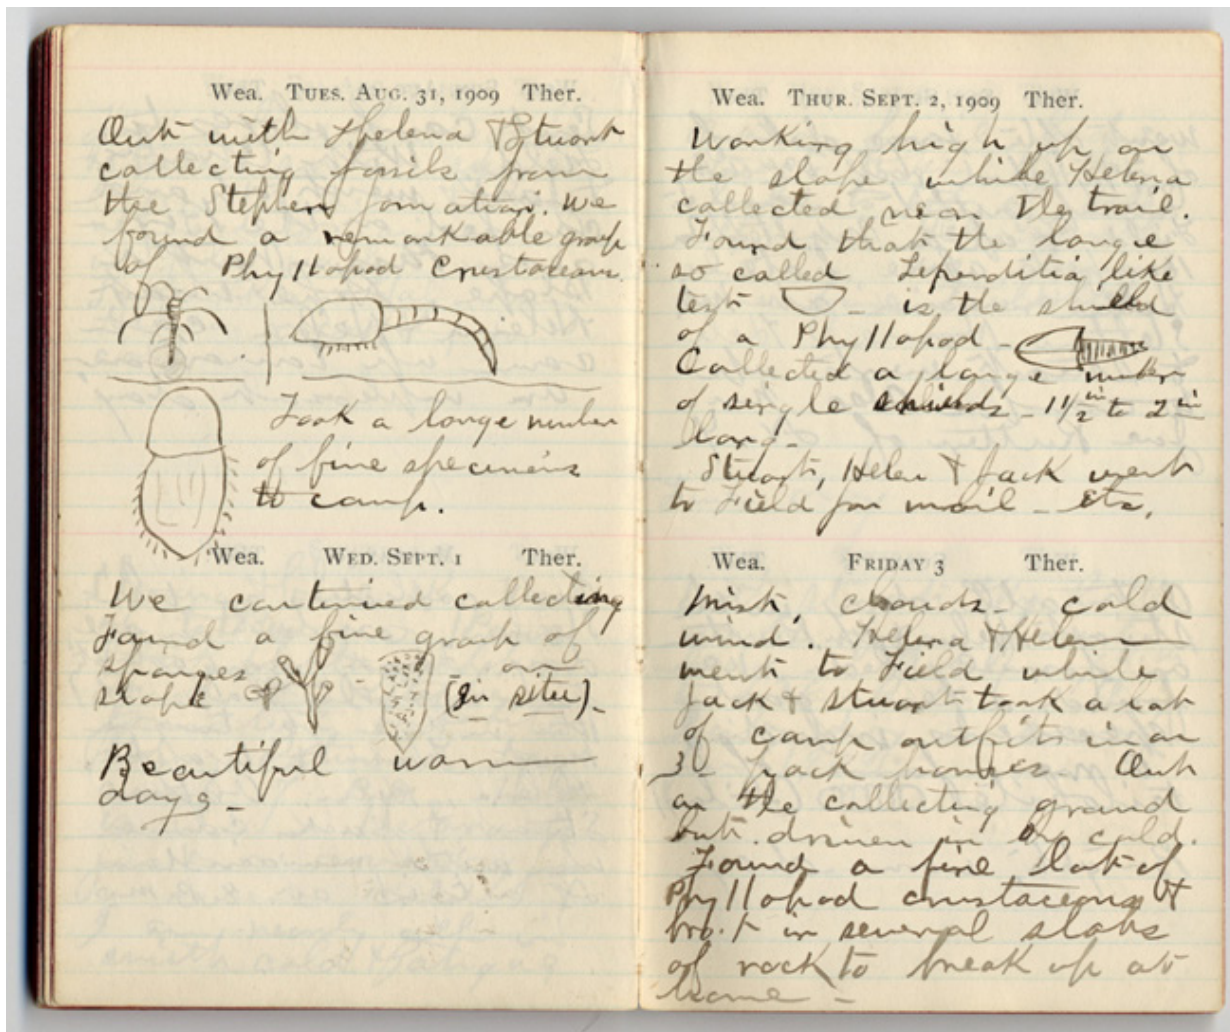 Wea. TUES. AUG. 31, 1909 Ther.
Out with Helena & Stuart
collecting fossils from
the Stephen formation. We
found a remarkable group
of Phyllopod Crustaceans.
Took a large number
of fine specimens
to camp.
Wea. WED. SEPT. 1 Ther.
We continued collecting
Found a fine group of
sponges on
slope (in situ).
Beautiful warm
days -
Wea. THUR. SEPT. 2, 1909 Ther.
Working high up on
the slope while Helena
collected near the trail.
Found that the large
so called Leperditia like
test - is the shield
of a Phyllopod -
Collected a large number
of single shields - 1 1/2 in to 2 in
long -
Stuart, Helen & Jack went
to Field for mail - etc.
Wea. FRIDAY 3 Ther.
Mist, clouds - cold
wind. Helena & Helen
went to Field while
Jack & Stuart took a lot
of camp outfits in on
3 - pack horses - Out
on the collecting ground
but driven in by cold.
Found a fine lot of
Phyllopod crustaceans &
bro't in several slabs
of rock to break up at
home -